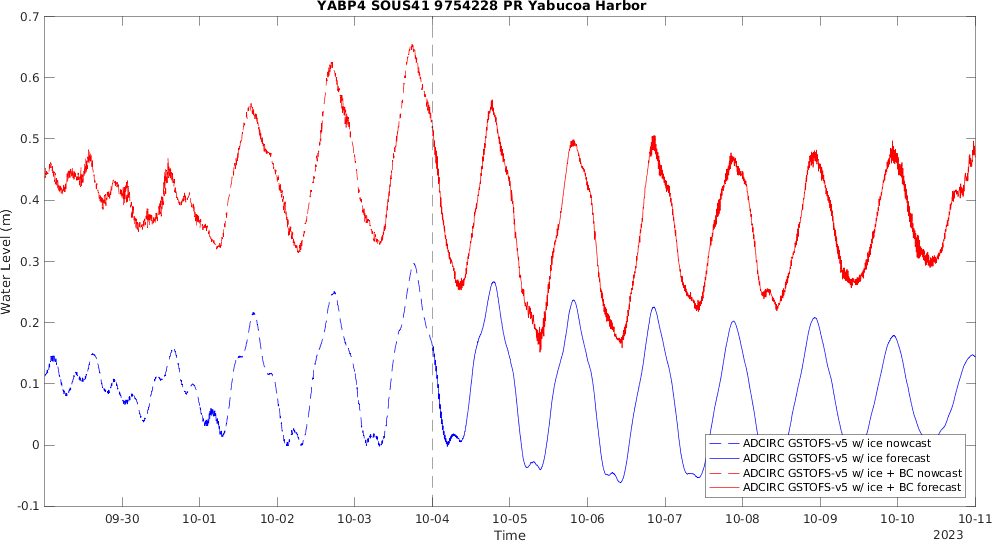 YABP4 SOUS41 9754228 PR Yabucoa Harbor
0.7
0.6
0.5
0.4
0.3
0.2
0.1
0
-0.1
Water Level (m)
09-30 10-01 10-02 10-03 10-04 10-05 10-06 10-07 10-08 10-09 10-10 10-11
Time
2023
ADCIRC GSTOFS-v5 w/ ice nowcast
ADCIRC GSTOFS-v5 w/ ice forecast
ADCIRC GSTOFS-v5 w/ ice + BC nowcast
ADCIRC GSTOFS-v5 w/ ice + BC forecast